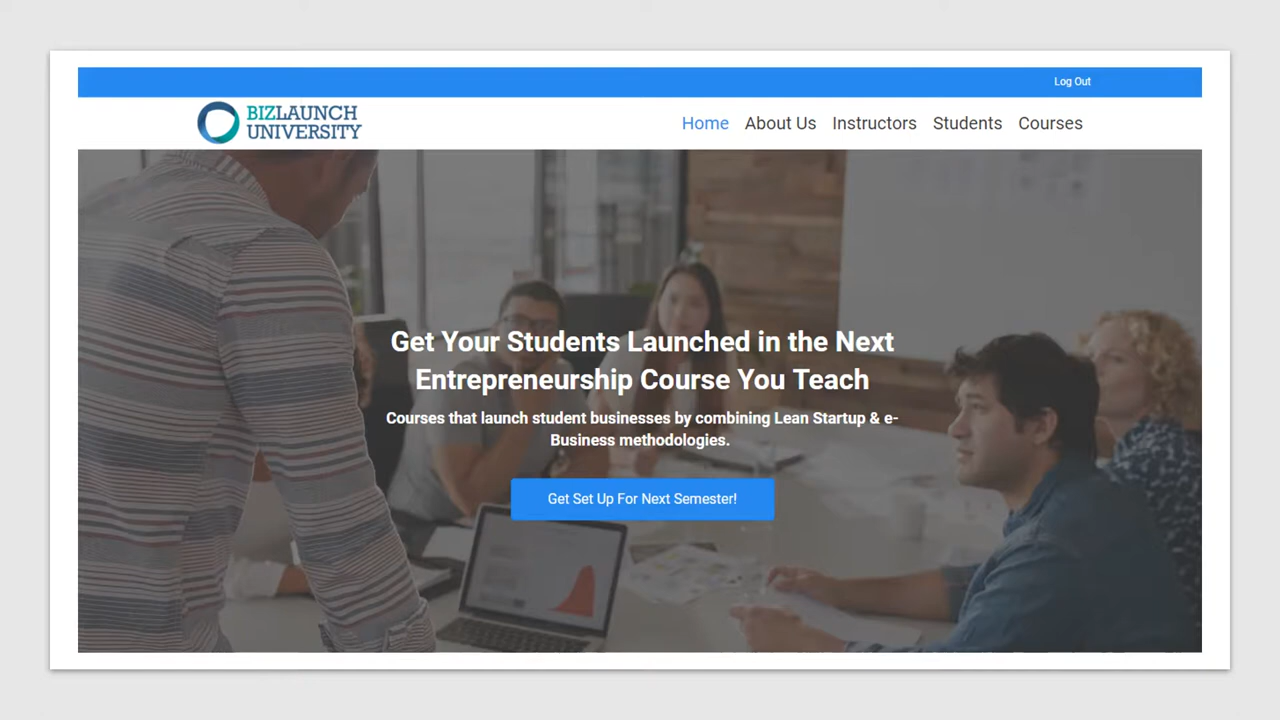 Log Out
BIZLAUNCH
UNIVERSITY
Home About Us Instructors Students Courses
Get Your Students Launched in the Next
Entrepreneurship Course You Teach
Courses that launch student businesses by combining Lean Startup & e-
Business methodologies.
Get Set Up For Next Semester!